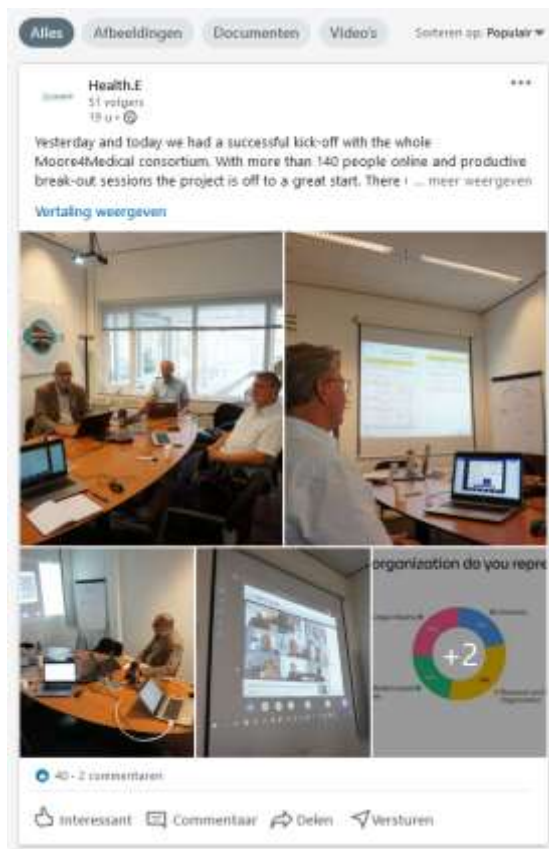 Alles Afbeeldingen Documenten Video's Sorteren op: Populair
Health.E
51 volgers
19 u •
Yesterday and today we had a successful kick-off with the whole
Moore4Medical consortium. With more than 140 people online and productive
break-out sessions the project is off to a great start. There ... meer weergeven
Vertaling weergeven
organization do you repre
+2
40 - 2 commentaren
Interessant Commentaar Delen Versturen